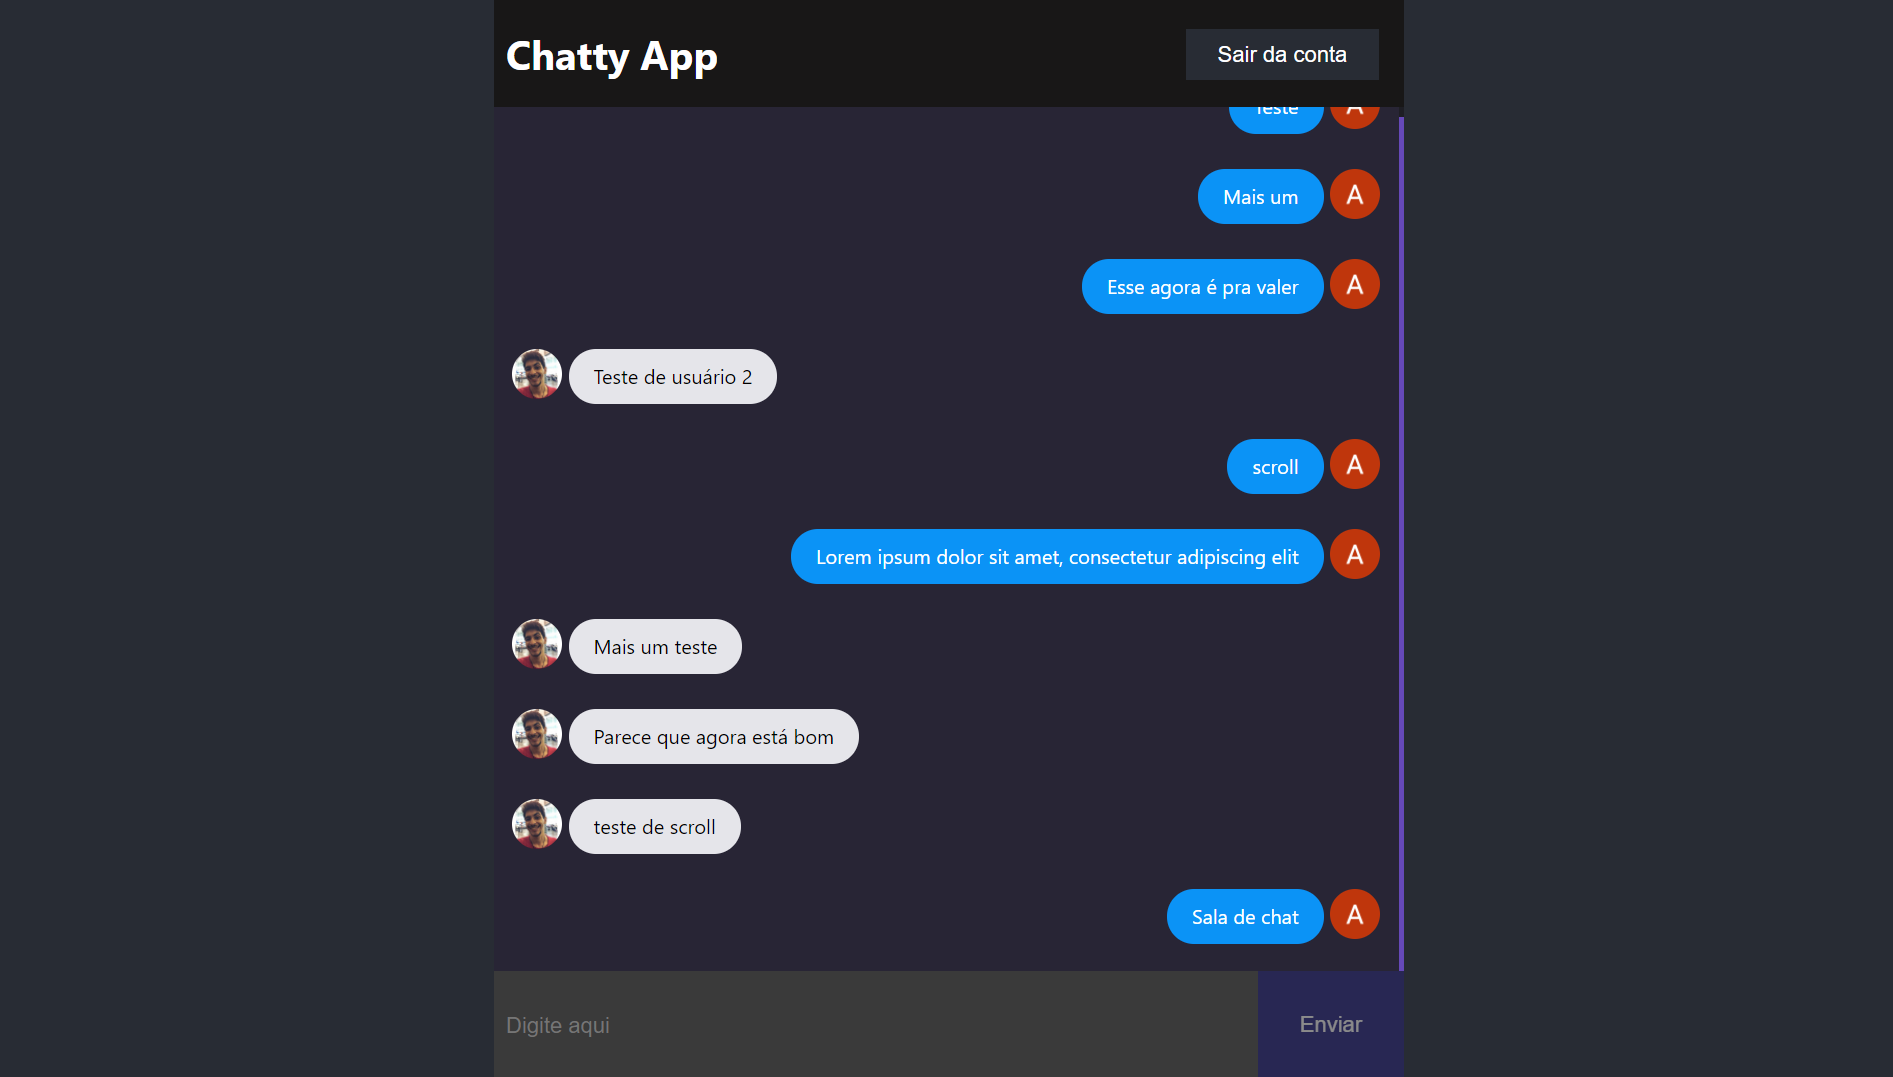 Chatty App
Sair da conta
Teste A
Mais um A
Esse agora é pra valer A
Teste de usuário 2
scroll A
Lorem ipsum dolor sit amet, consectetur adipiscing elit A
Mais um teste
Parece que agora está bom
teste de scroll
Sala de chat A
Digite aqui
Enviar